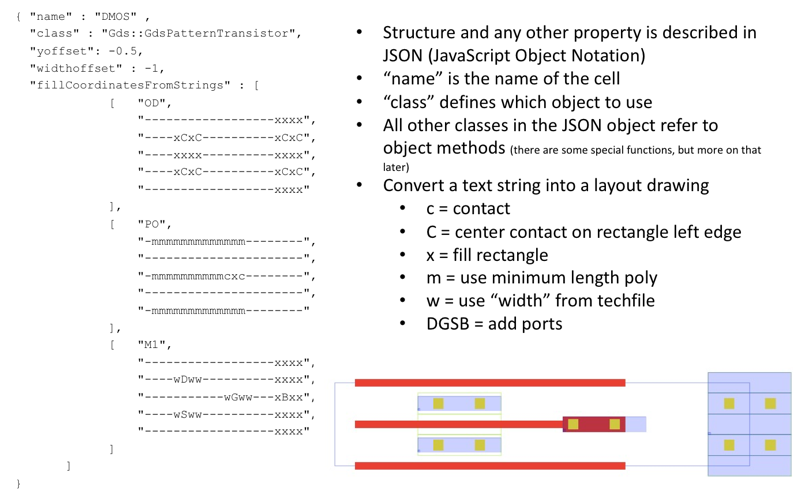 { "name" : "DMOS" ,
"class" : "Gds::GdsPatternTransistor",
"yoffset": -0.5,
"widthoffset" : -1,
"fillCoordinatesFromStrings" : [
[ "OD",
"------------------xxxx",
"----xCxC----------xCxC",
"----xxxx----------xxxx",
"----xCxC----------xCxC",
"------------------xxxx"
],
[ "PO",
"-mmmmmmmmmmmmm--------",
"----------------------",
"-mmmmmmmmmmcxc--------",
"----------------------",
"-mmmmmmmmmmmmm--------"
],
[ "M1",
"------------------xxxx",
"----wDww----------xxxx",
"-----------wGww---xBxx",
"----wSww----------xxxx",
"------------------xxxx"
]
]
}
• Structure and any other property is described in
JSON (JavaScript Object Notation)
• “name” is the name of the cell
• “class” defines which object to use
• All other classes in the JSON object refer to
object methods (there are some special functions, but more on that
later)
• Convert a text string into a layout drawing
• c = contact
• C = center contact on rectangle left edge
• x = fill rectangle
• m = use minimum length poly
• w = use “width” from techfile
• DGSB = add ports